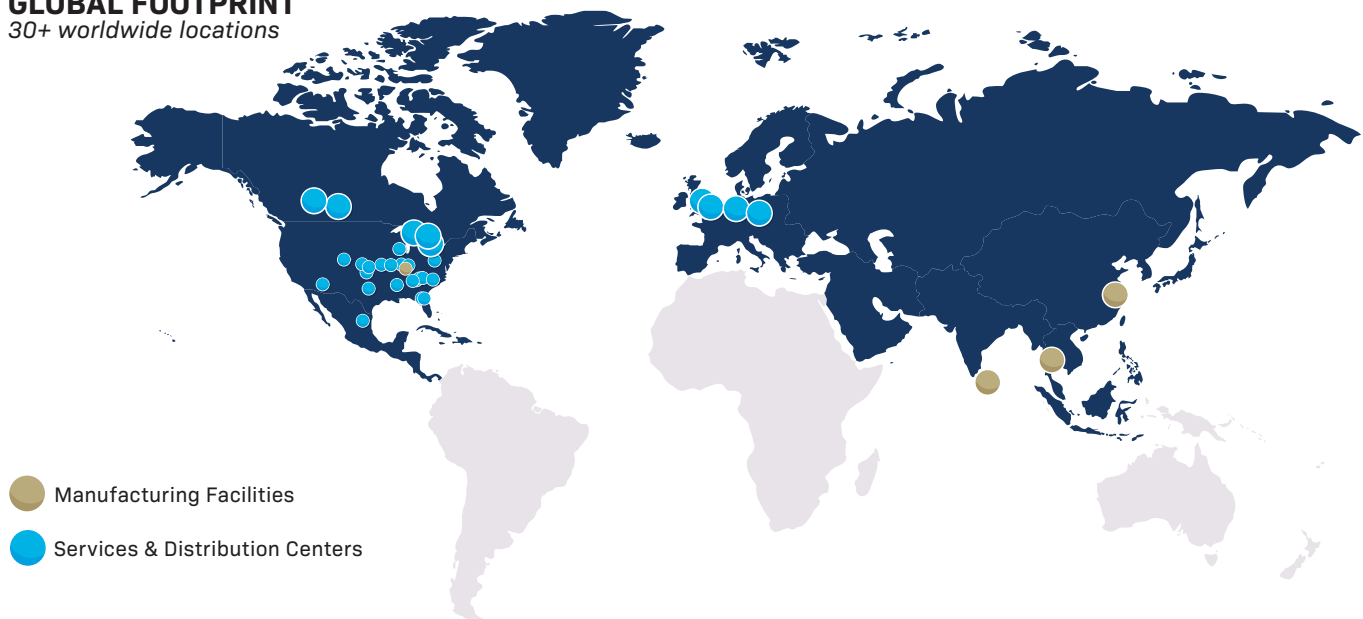 GLOBAL FOOTPRINT
30+ worldwide locations
Manufacturing Facilities
Services & Distribution Centers